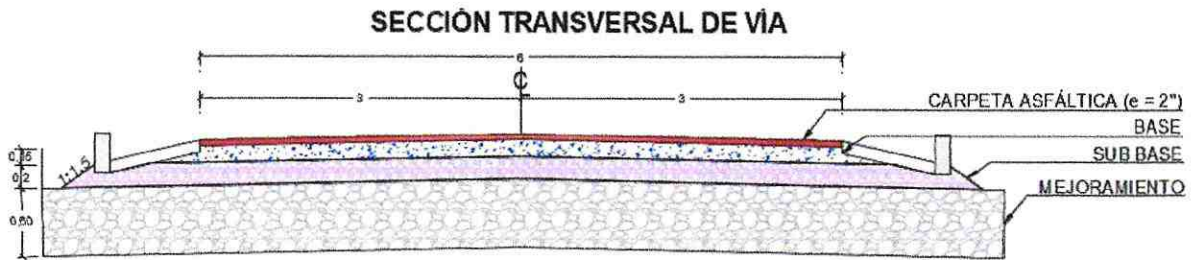 SECCIÓN TRANSVERSAL DE VÍA
6
C
3 3
CARPETA ASFÁLTICA (e = 2")
BASE
SUB BASE
MEJORAMIENTO
1:1.5
0,2